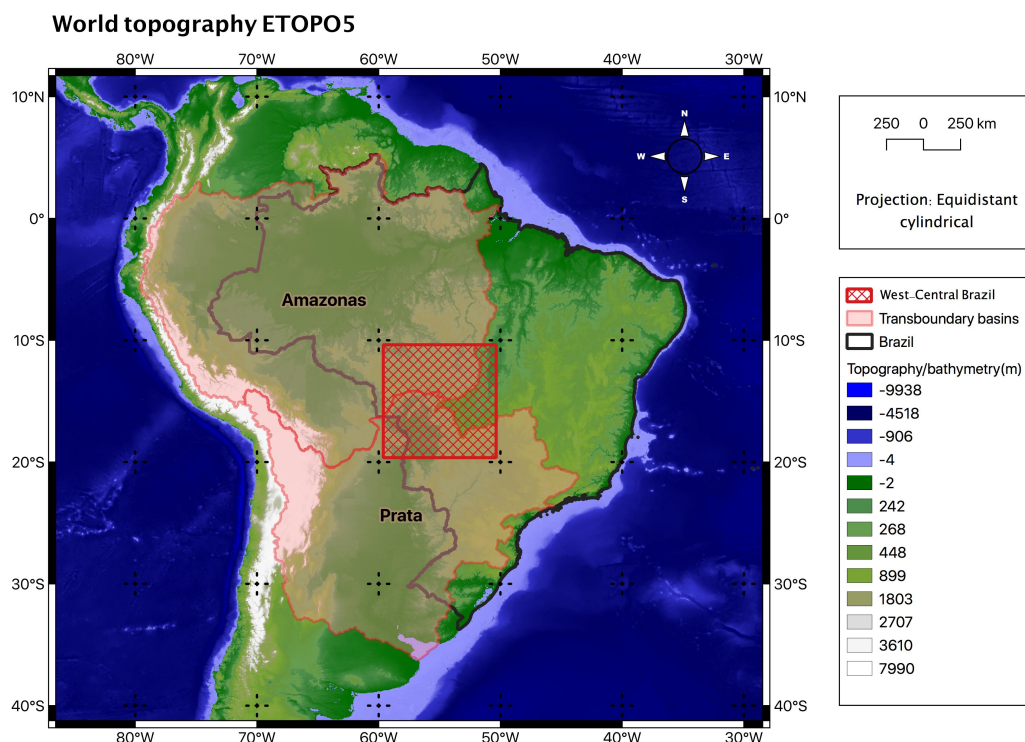 World topography ETOPO5
80°W 70°W 60°W 50°W 40°W 30°W
10°N
0°
10°S
20°S
30°S
40°S
N
W E
S
Amazonas
Prata
10°N
0°
10°S
20°S
30°S
40°S
80°W 70°W 60°W 50°W 40°W 30°W
250 0 250 km
Projection: Equidistant
cylindrical
West-Central Brazil
Transboundary basins
Brazil
Topography/bathymetry(m)
-9938
-4518
-906
-4
-2
242
268
448
899
1803
2707
3610
7990